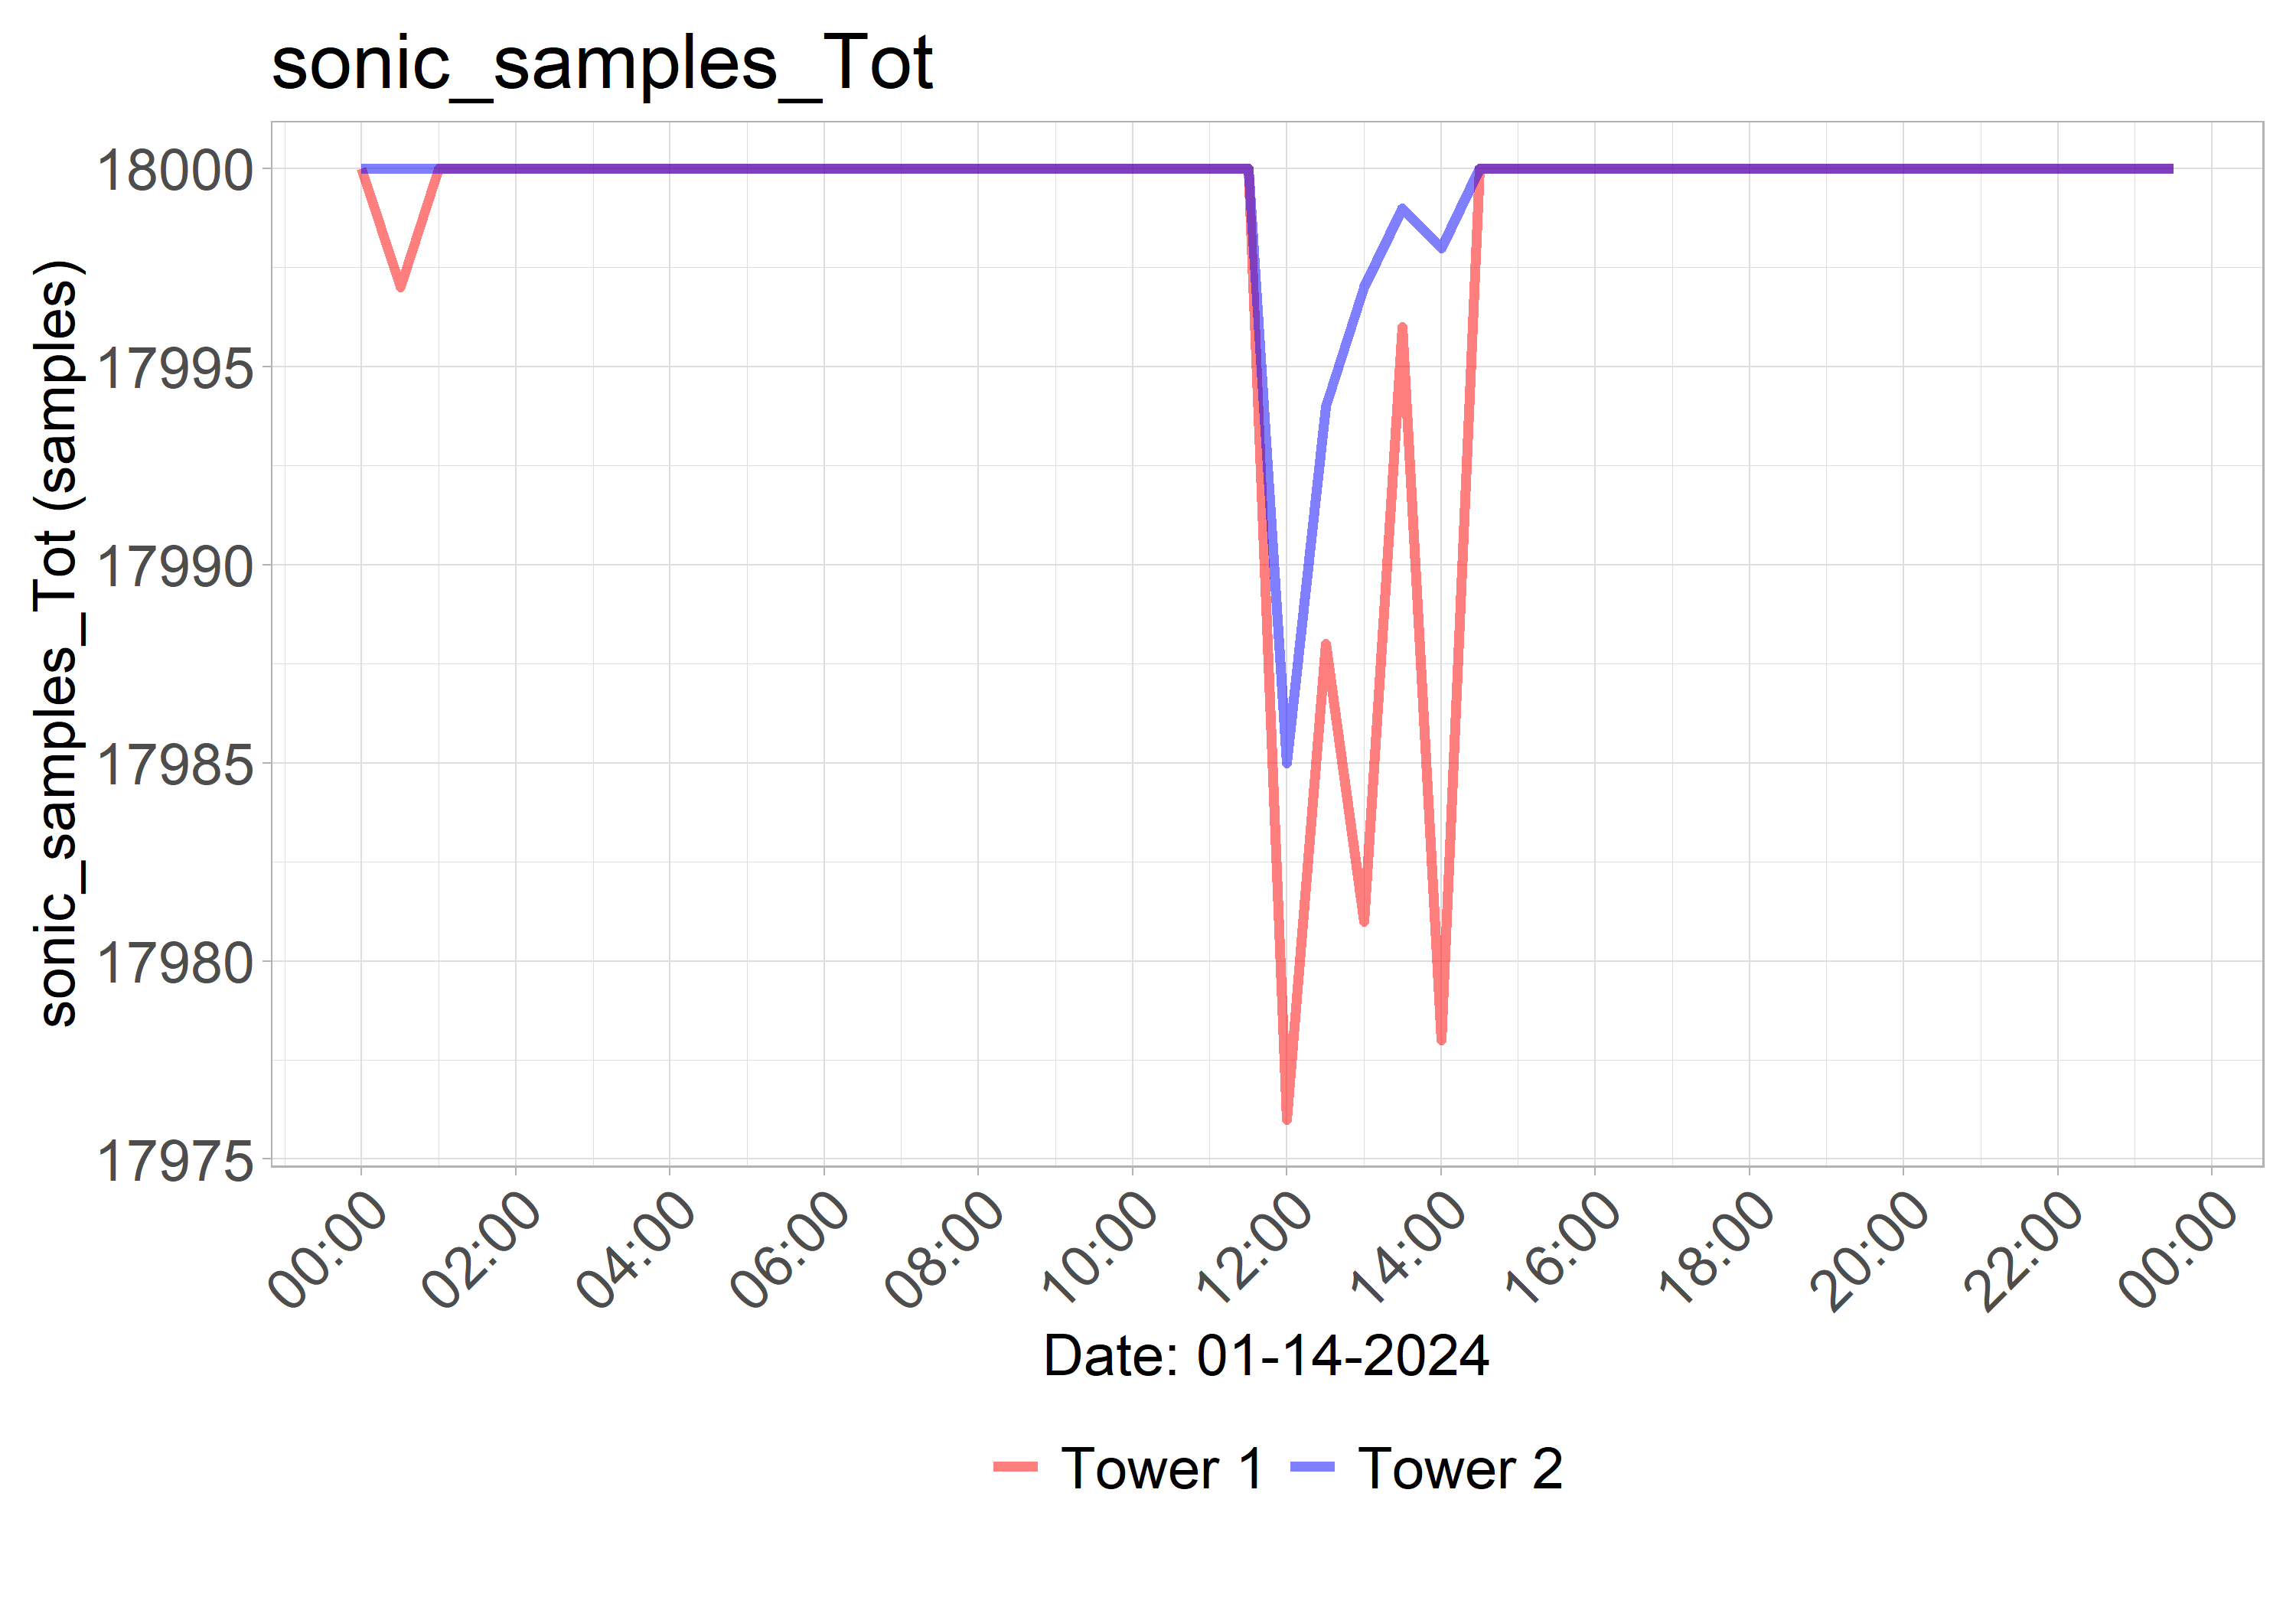 sonic_samples_Tot
sonic_samples_Tot (samples)
18000
17995
17990
17985
17980
17975
00:00 02:00 04:00 06:00 08:00 10:00 12:00 14:00 16:00 18:00 20:00 22:00 00:00
Date: 01-14-2024
Tower 1 Tower 2